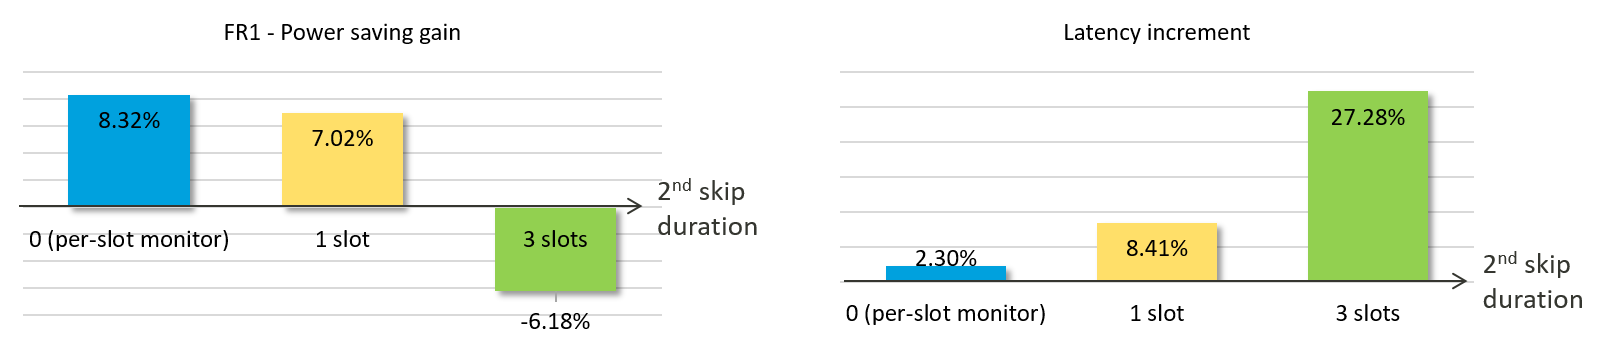 FR1 - Power saving gain
8.32%
7.02%
2nd skip
duration
0 (per-slot monitor)
1 slot
3 slots
-6.18%
Latency increment
27.28%
8.41%
2.30%
2nd skip
duration
0 (per-slot monitor)
1 slot
3 slots